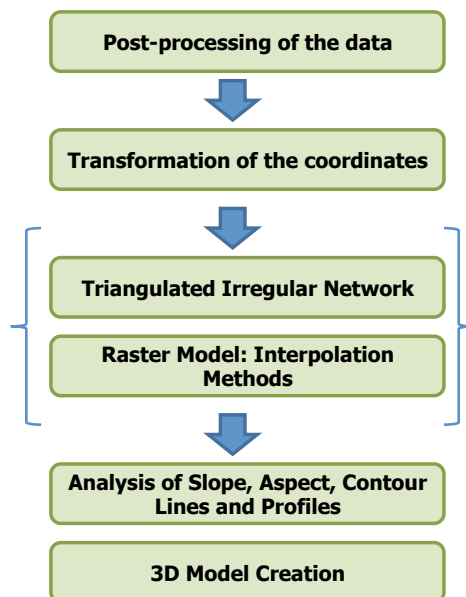 Post-processing of the data
Transformation of the coordinates
Triangulated Irregular Network
Raster Model: Interpolation
Methods
Analysis of Slope, Aspect, Contour
Lines and Profiles
3D Model Creation